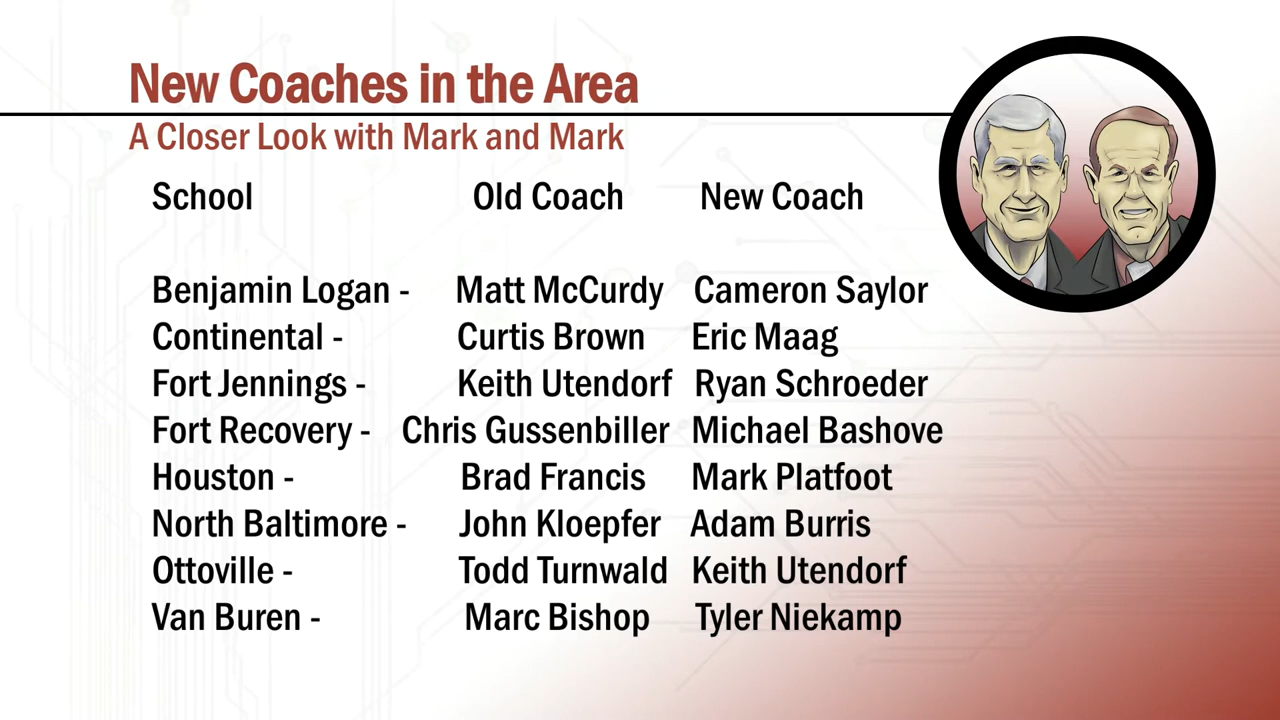 New Coaches in the Area
A Closer Look with Mark and Mark
School Old Coach New Coach
Benjamin Logan - Matt McCurdy Cameron Saylor
Continental - Curtis Brown Eric Maag
Fort Jennings - Keith Utendorf Ryan Schroeder
Fort Recovery - Chris Gussenbiller Michael Bashove
Houston - Brad Francis Mark Platfoot
North Baltimore - John Kloepfer Adam Burris
Ottoville - Todd Turnwald Keith Utendorf
Van Buren - Marc Bishop Tyler Niekamp